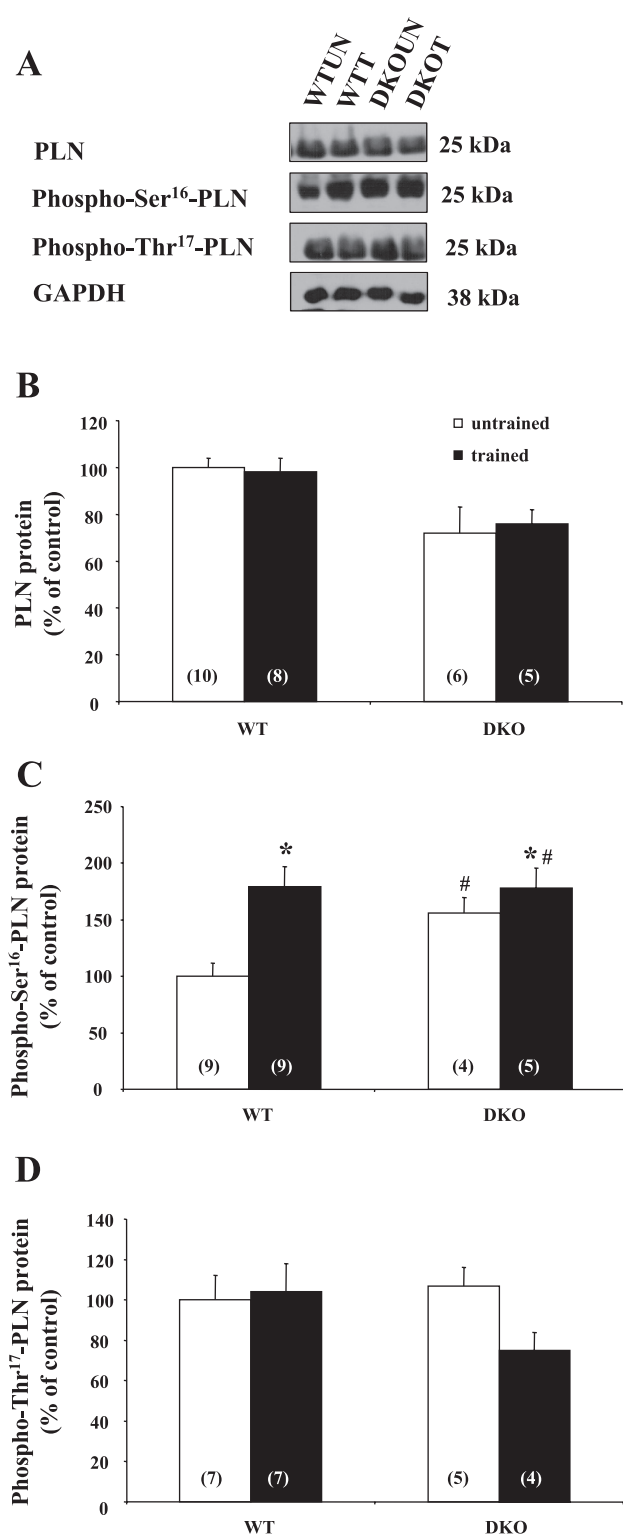 A
WTUN
WTT
DKOUN
DKOT
PLN 25 kDa
Phospho-Ser¹⁶-PLN 25 kDa
Phospho-Thr¹⁷-PLN 25 kDa
GAPDH 38 kDa
B
PLN protein
(% of control)
120
100
80
60
40
20
0
untrained
trained
(10) (8) (6) (5)
WT DKO
C
Phospho-Ser¹⁶-PLN protein
(% of control)
250
200
150
100
50
0
* # *#
(9) (9) (4) (5)
WT DKO
D
Phospho-Thr¹⁷-PLN protein
(% of control)
140
120
100
80
60
40
20
0
(7) (7) (5) (4)
WT DKO